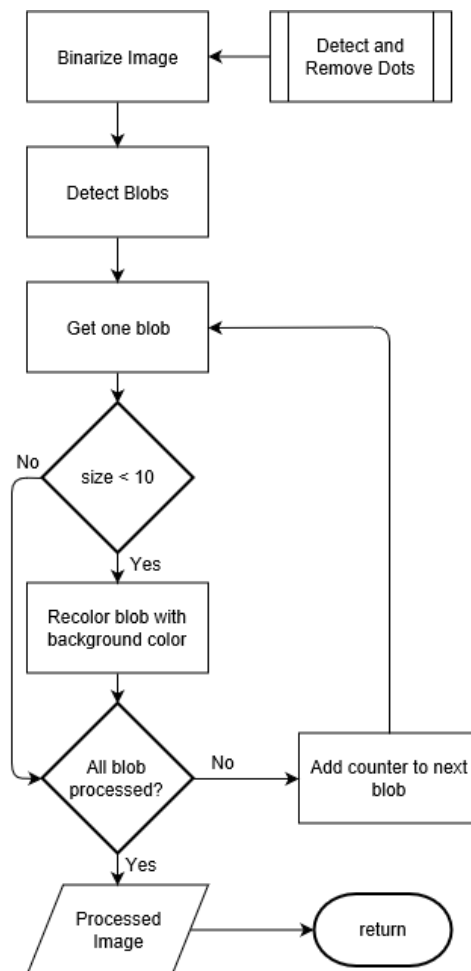 Binarize Image
Detect and
Remove Dots
Detect Blobs
Get one blob
No
size < 10
Yes
Recolor blob with
background color
All blob
processed?
No
Add counter to next
blob
Yes
Processed
Image
return